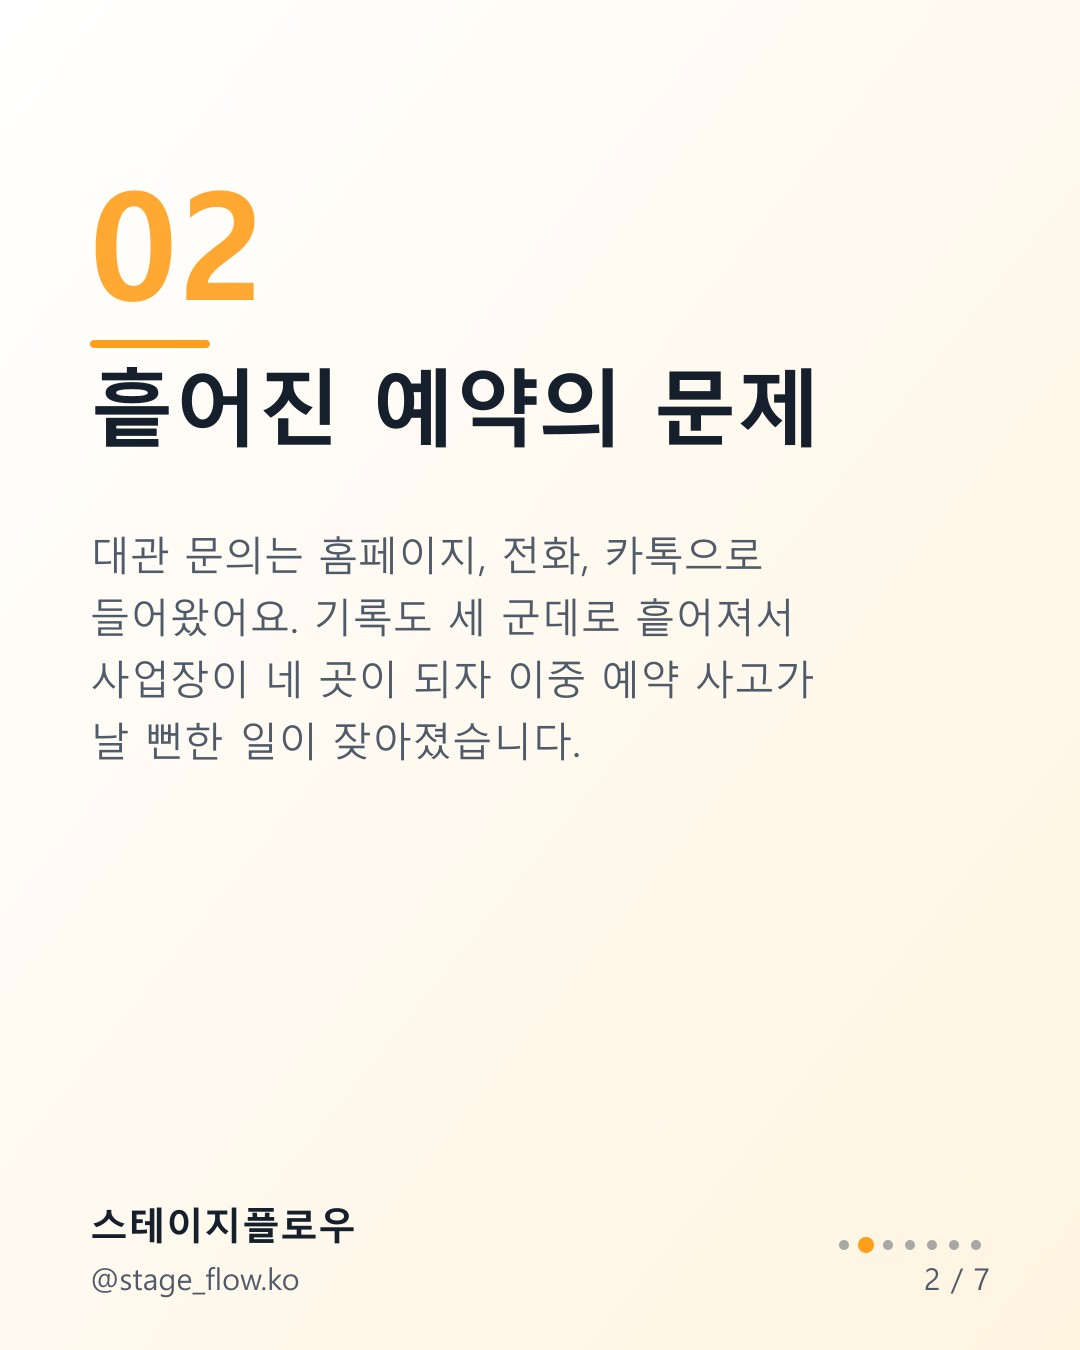 02
흩어진 예약의 문제
대관 문의는 홈페이지, 전화, 카톡으로
들어왔어요. 기록도 세 군데로 흩어져서
사업장이 네 곳이 되자 이중 예약 사고가
날 뻔한 일이 잦아졌습니다.
스테이지플로우
@stage_flow.ko
2 / 7